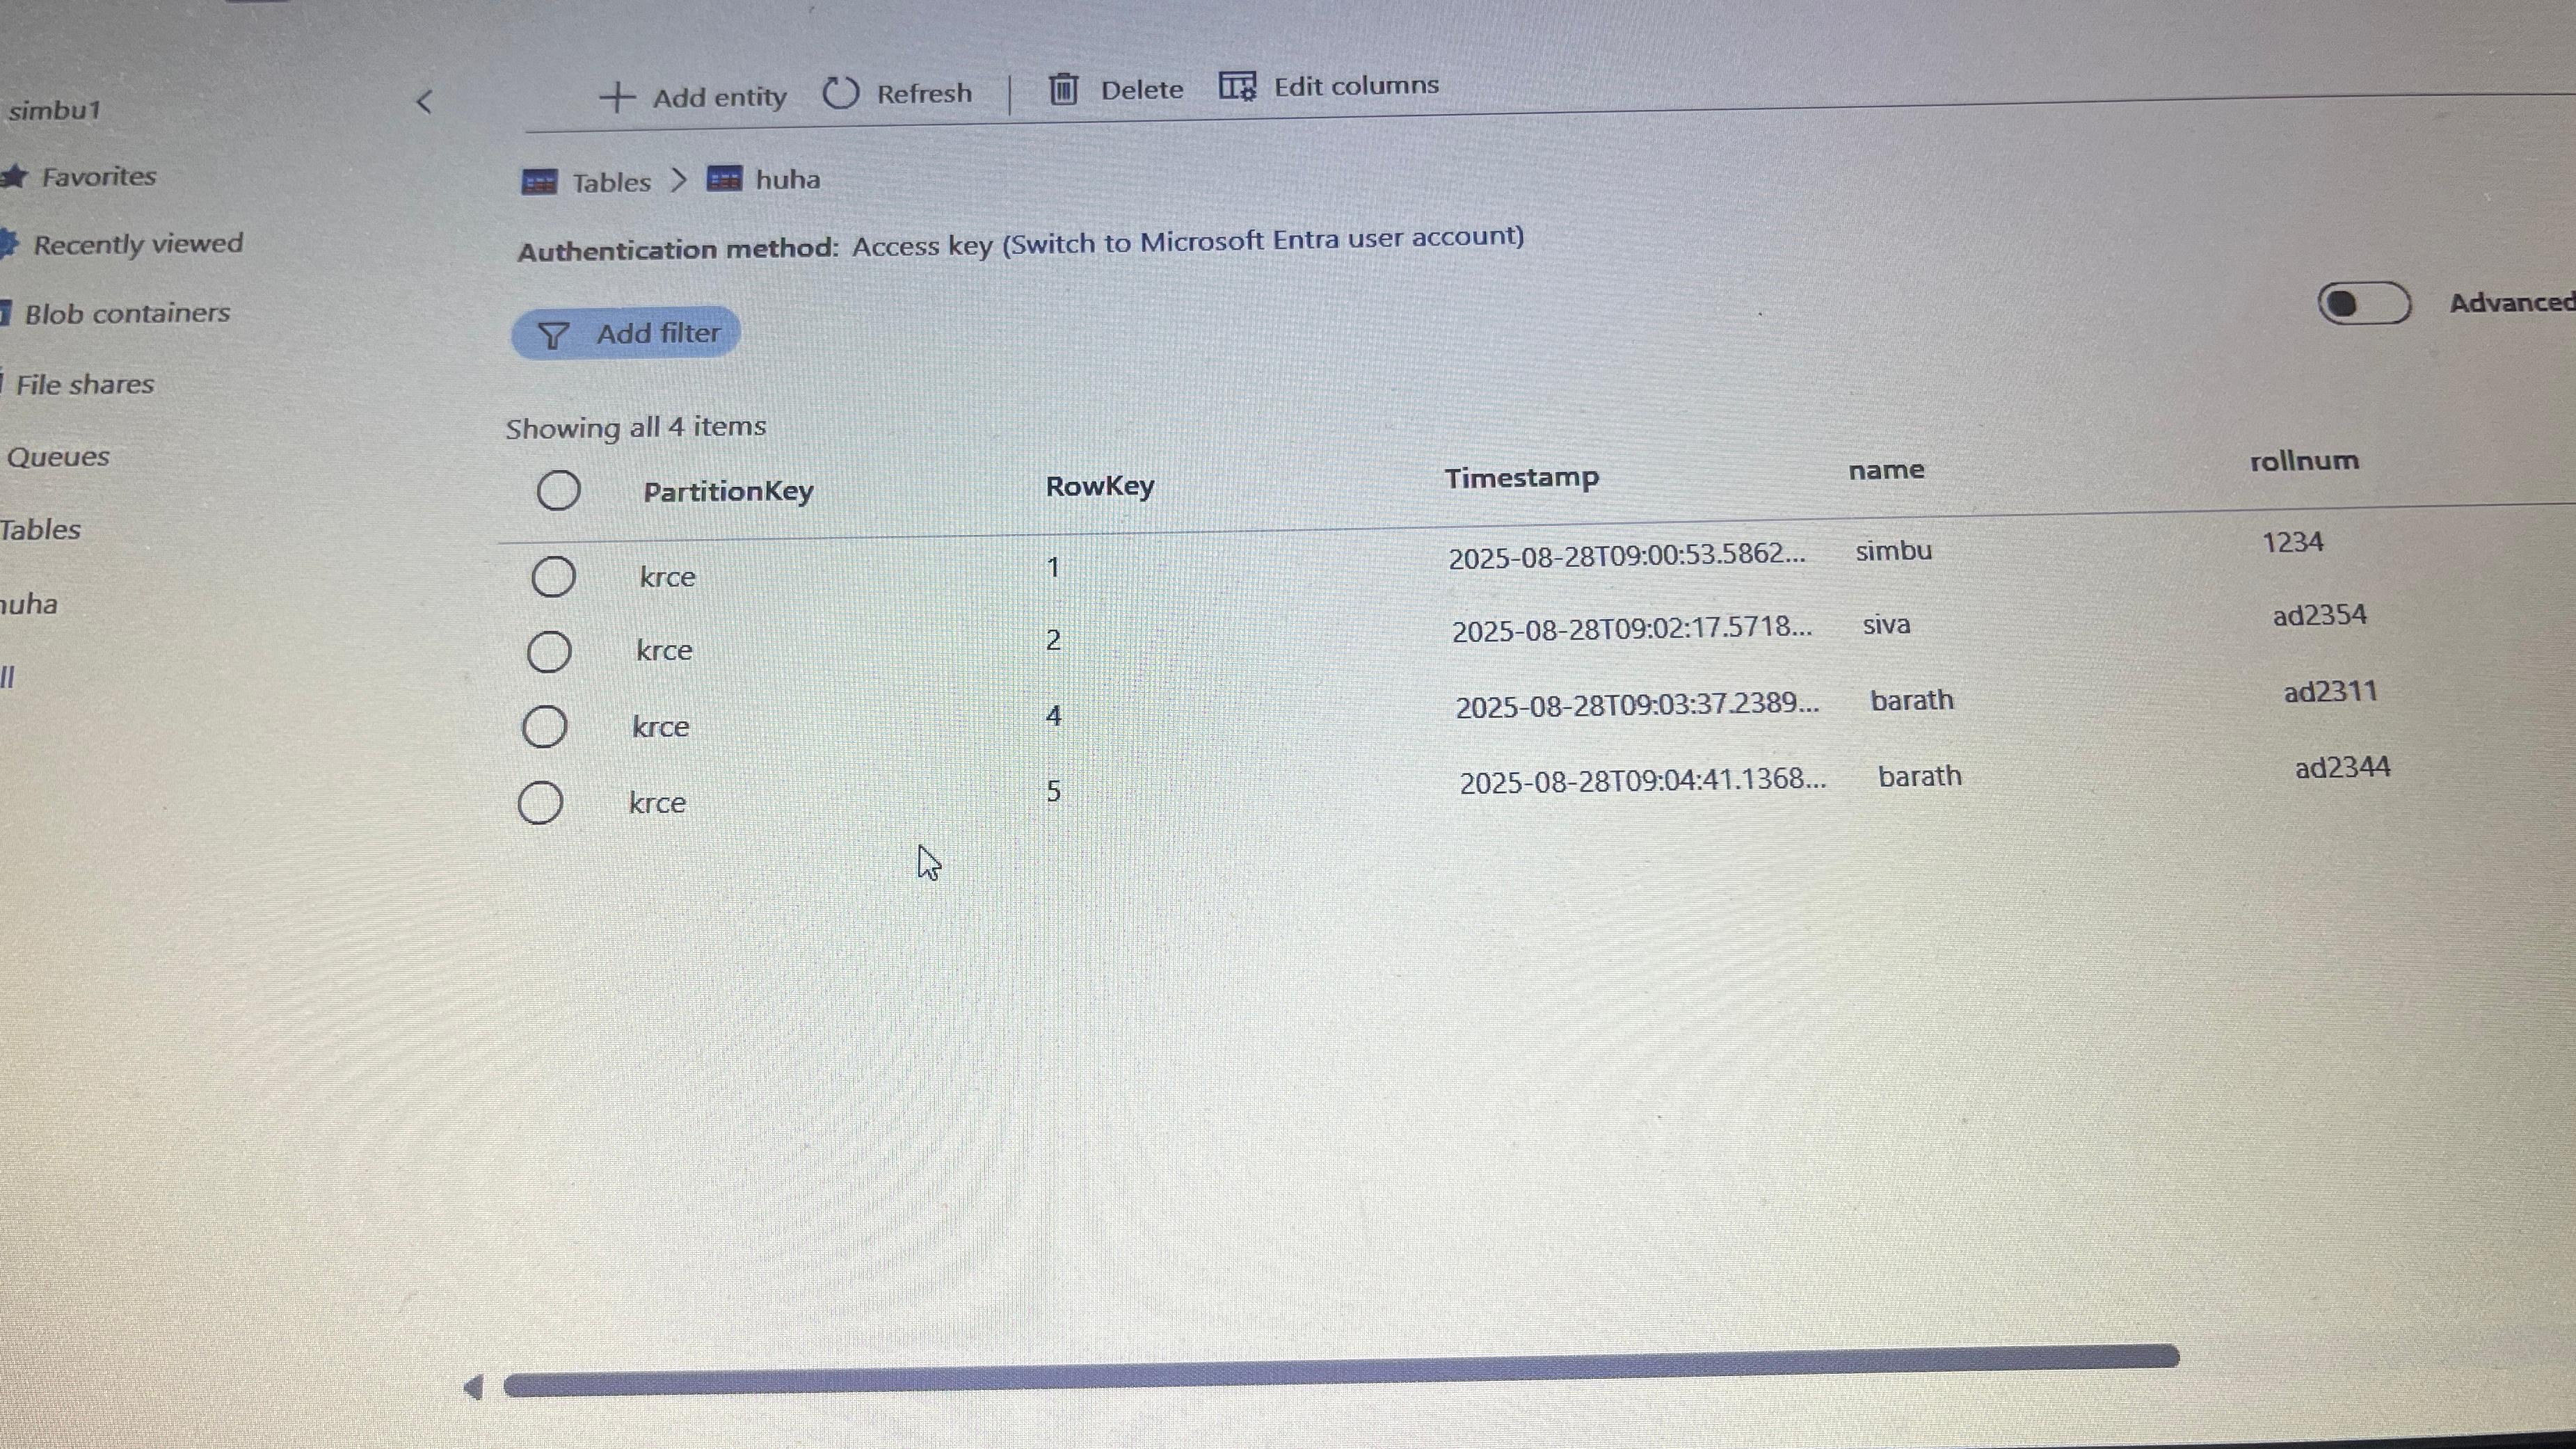 simbu1
Favorites
Recently viewed
Blob containers
File shares
Queues
Tables
huha
Add entity Refresh Delete Edit columns
Tables > huha
Authentication method: Access key (Switch to Microsoft Entra user account)
Add filter
Advanced
Showing all 4 items
PartitionKey RowKey Timestamp name rollnum
krce 1 2025-08-28T09:00:53.5862... simbu 1234
krce 2 2025-08-28T09:02:17.5718... siva ad2354
krce 4 2025-08-28T09:03:37.2389... barath ad2311
krce 5 2025-08-28T09:04:41.1368... barath ad2344